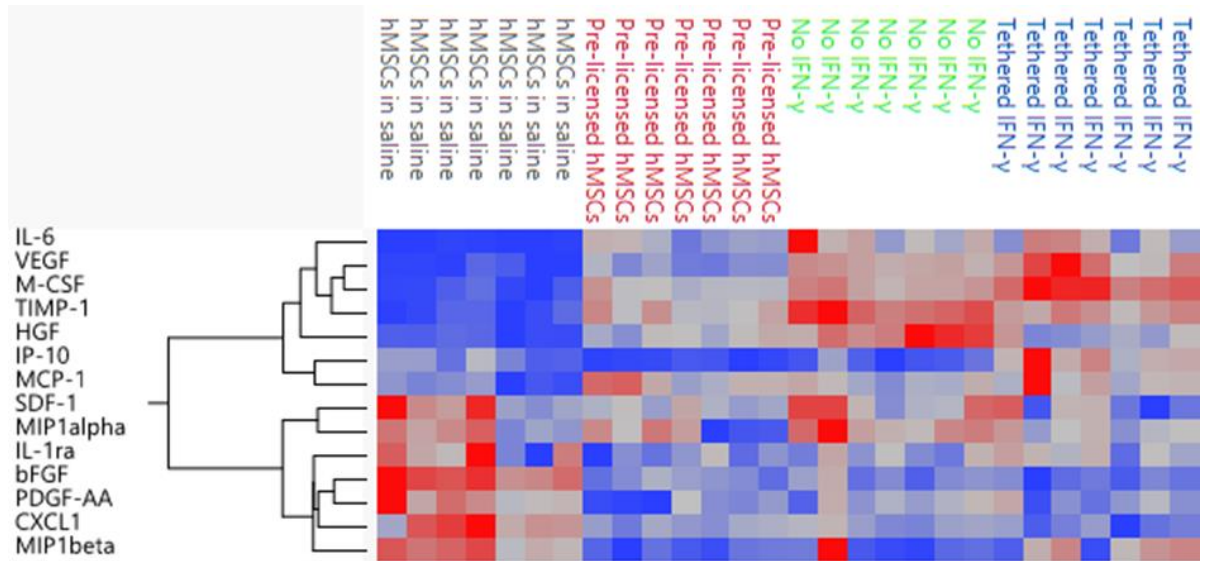 hMSCs in saline
hMSCs in saline
hMSCs in saline
hMSCs in saline
hMSCs in saline
hMSCs in saline
hMSCs in saline
Pre-licensed hMSCs
Pre-licensed hMSCs
Pre-licensed hMSCs
Pre-licensed hMSCs
Pre-licensed hMSCs
Pre-licensed hMSCs
Pre-licensed hMSCs
No IFN-γ
No IFN-γ
No IFN-γ
No IFN-γ
No IFN-γ
No IFN-γ
No IFN-γ
Tethered IFN-γ
Tethered IFN-γ
Tethered IFN-γ
Tethered IFN-γ
Tethered IFN-γ
Tethered IFN-γ
Tethered IFN-γ
IL-6
VEGF
M-CSF
TIMP-1
HGF
IP-10
MCP-1
SDF-1
MIP1alpha
IL-1ra
bFGF
PDGF-AA
CXCL1
MIP1beta